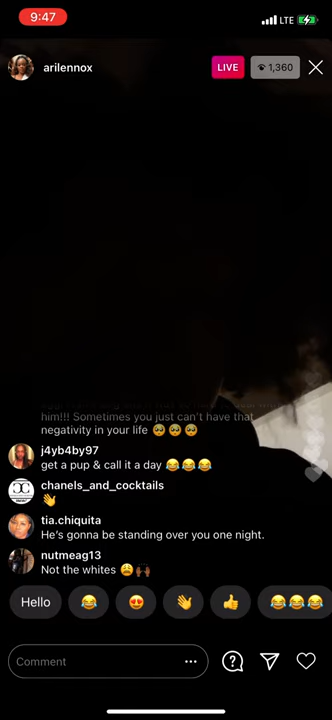 9:47
LTE
arilennox
LIVE
1,360
him!!! Sometimes you just can't have that
negativity in your life 🥺🥺🥺
j4yb4by97
get a pup & call it a day 😂😂😂
chanels_and_cocktails
👋
tia.chiquita
He's gonna be standing over you one night.
nutmeag13
Not the whites 😩🙌🏾
Hello 😂 😍 👋 👍 😂😂😂
Comment